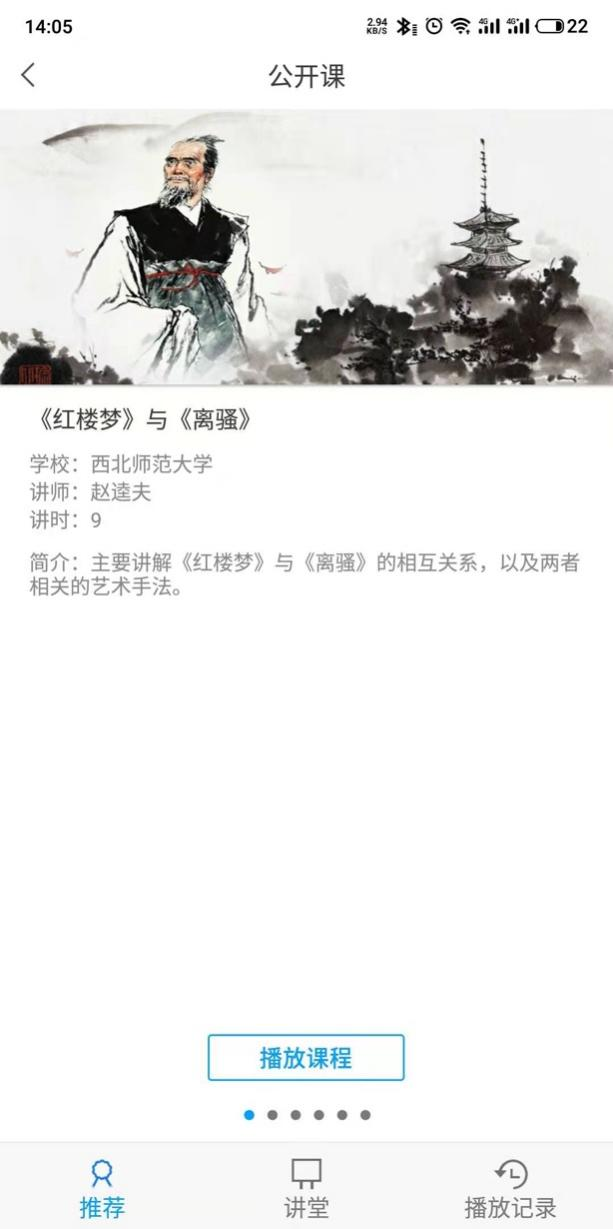 14:05
2.94
KB/S
4G
4G
22
公开课
《红楼梦》与《离骚》
学校：西北师范大学
讲师：赵逵夫
讲时：9
简介：主要讲解《红楼梦》与《离骚》的相互关系，以及两者
相关的艺术手法。
播放课程
推荐
讲堂
播放记录